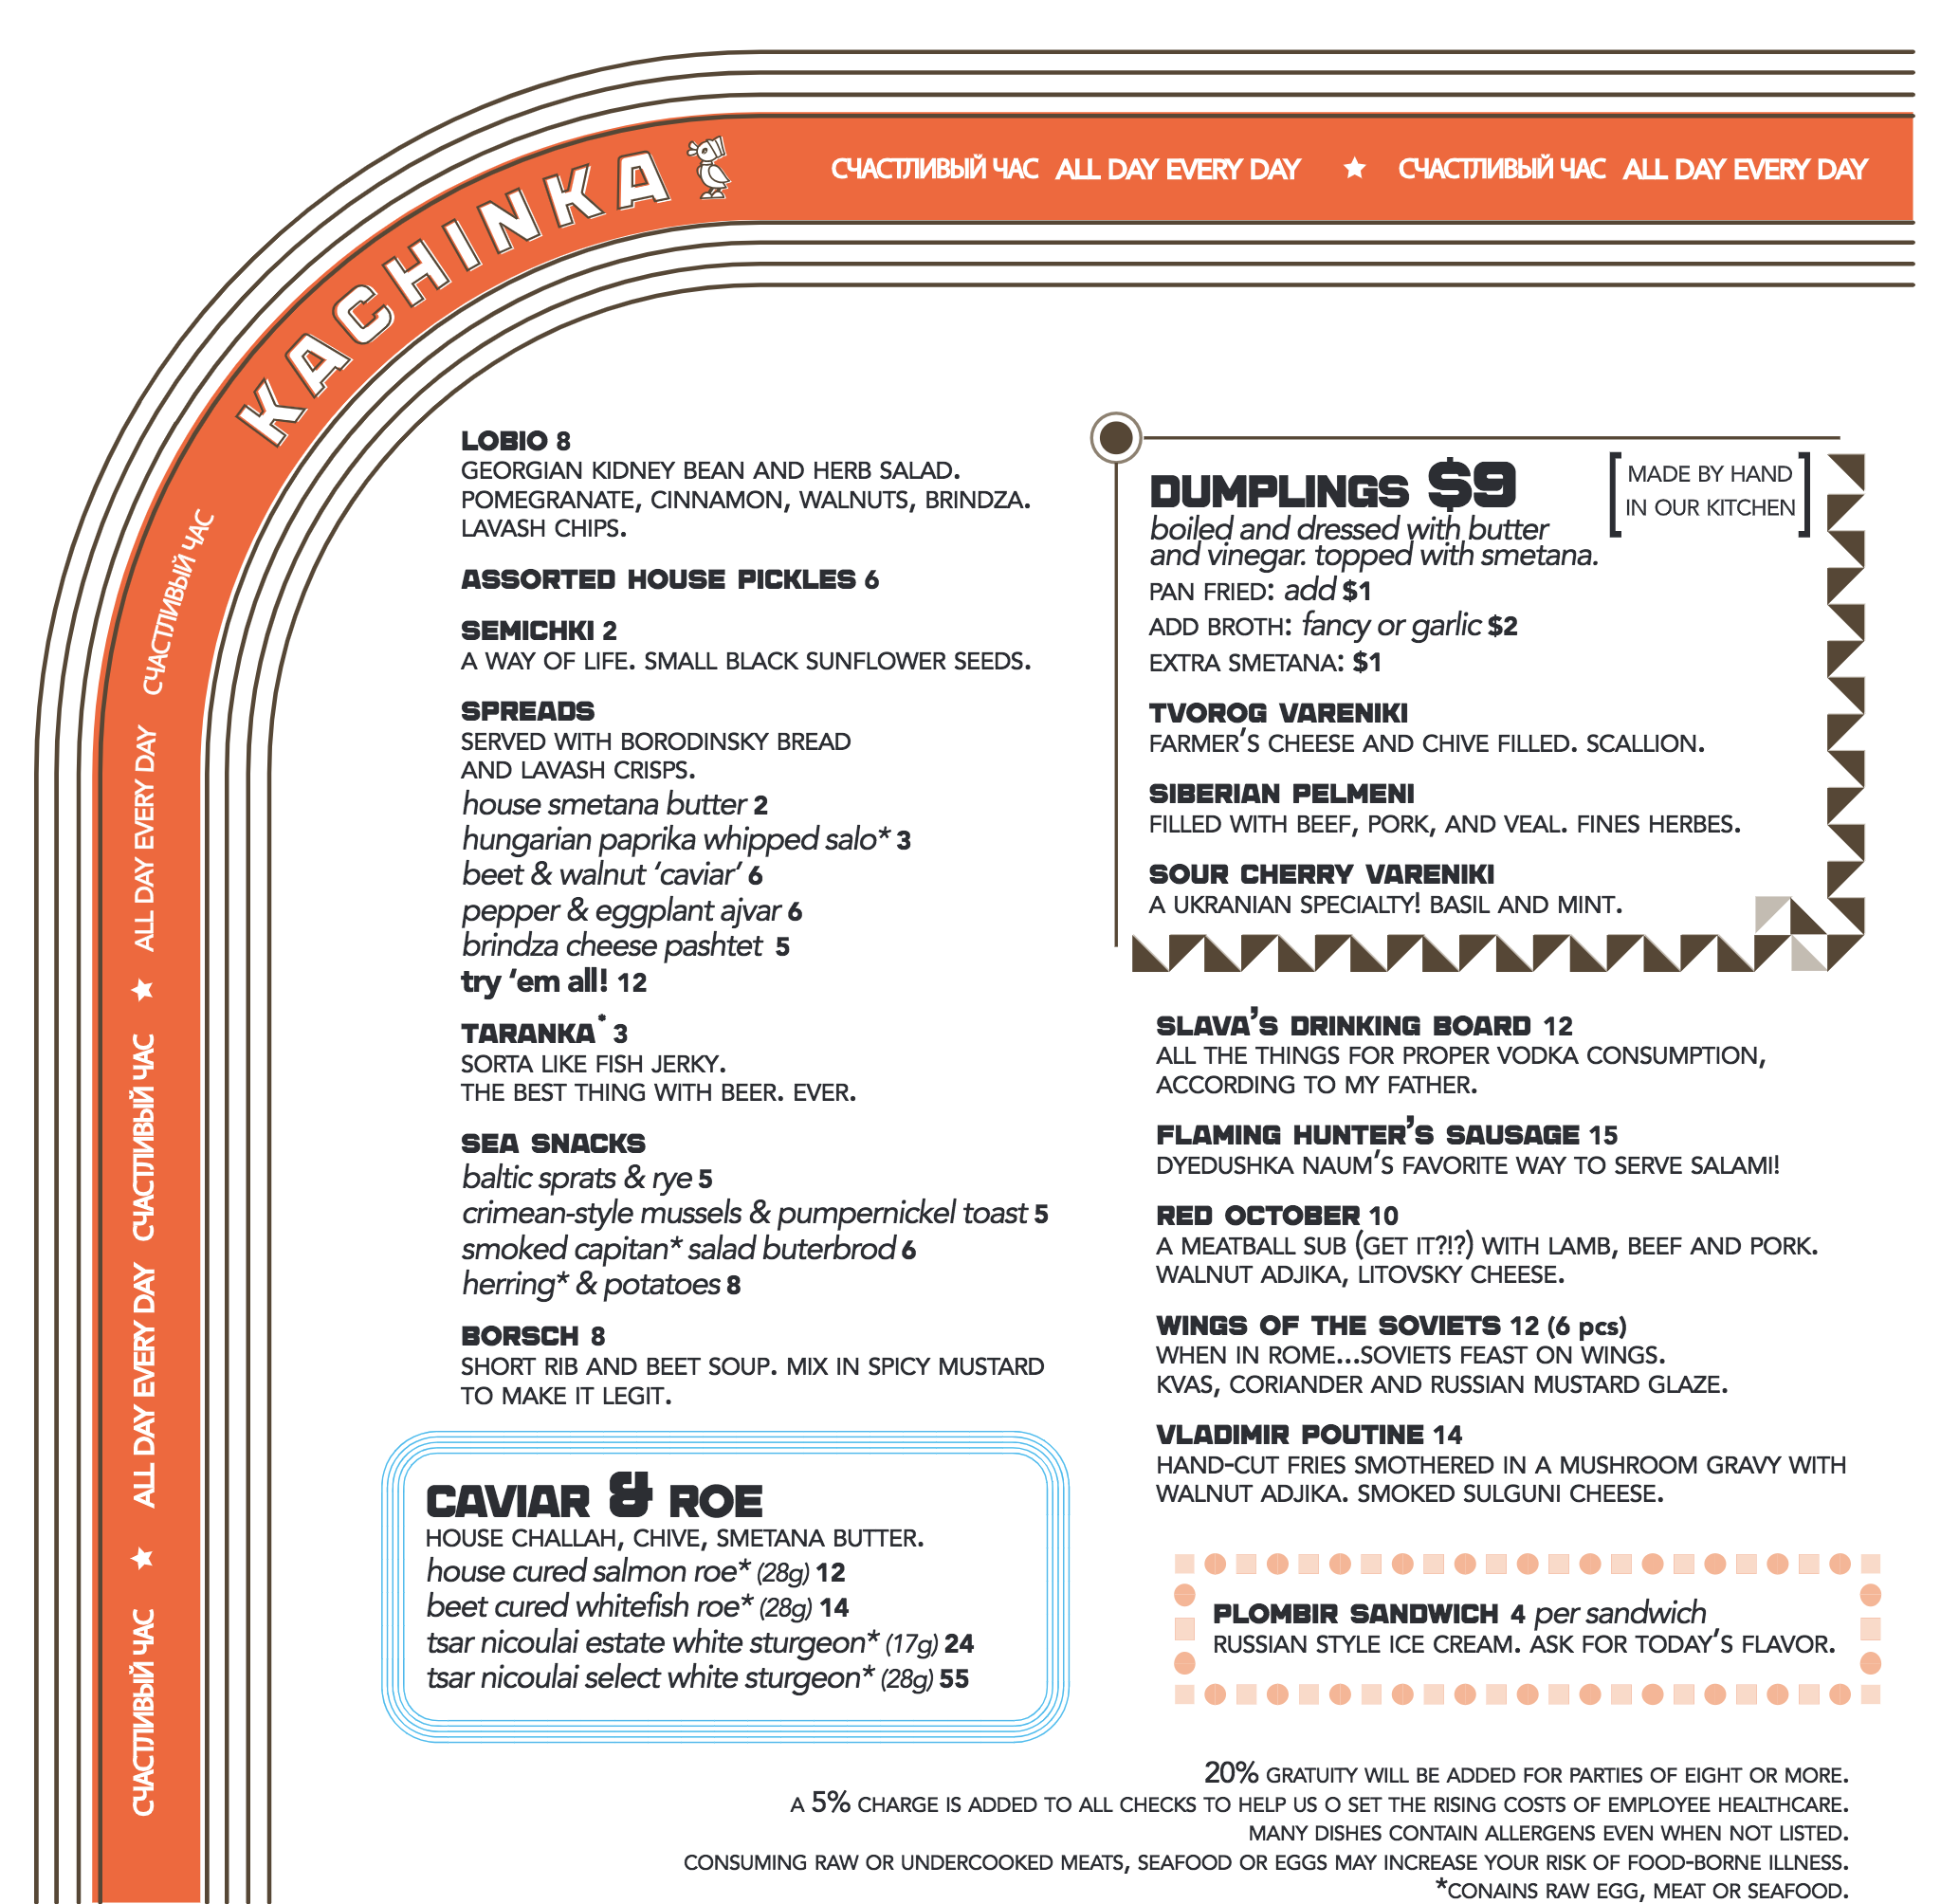 KACHINKA
СЧАСТЛИВЫЙ ЧАС ALL DAY EVERY DAY ★ СЧАСТЛИВЫЙ ЧАС ALL DAY EVERY DAY
СЧАСТЛИВЫЙ ЧАС ★ ALL DAY EVERY DAY СЧАСТЛИВЫЙ ЧАС ★ ALL DAY EVERY DAY СЧАСТЛИВЫЙ ЧАС
LOBIO 8
GEORGIAN KIDNEY BEAN AND HERB SALAD.
POMEGRANATE, CINNAMON, WALNUTS, BRINDZA.
LAVASH CHIPS.
ASSORTED HOUSE PICKLES 6
SEMICHKI 2
A WAY OF LIFE. SMALL BLACK SUNFLOWER SEEDS.
SPREADS
SERVED WITH BORODINSKY BREAD
AND LAVASH CRISPS.
house smetana butter 2
hungarian paprika whipped salo* 3
beet & walnut ‘caviar’ 6
pepper & eggplant ajvar 6
brindza cheese pashtet 5
try ‘em all! 12
TARANKA* 3
SORTA LIKE FISH JERKY.
THE BEST THING WITH BEER. EVER.
SEA SNACKS
baltic sprats & rye 5
crimean-style mussels & pumpernickel toast 5
smoked capitan* salad buterbrod 6
herring* & potatoes 8
BORSCH 8
SHORT RIB AND BEET SOUP. MIX IN SPICY MUSTARD
TO MAKE IT LEGIT.
CAVIAR & ROE
HOUSE CHALLAH, CHIVE, SMETANA BUTTER.
house cured salmon roe* (28g) 12
beet cured whitefish roe* (28g) 14
tsar nicoulai estate white sturgeon* (17g) 24
tsar nicoulai select white sturgeon* (28g) 55
DUMPLINGS $9
[MADE BY HAND
IN OUR KITCHEN]
boiled and dressed with butter
and vinegar. topped with smetana.
PAN FRIED: add $1
ADD BROTH: fancy or garlic $2
EXTRA SMETANA: $1
TVOROG VARENIKI
FARMER’S CHEESE AND CHIVE FILLED. SCALLION.
SIBERIAN PELMENI
FILLED WITH BEEF, PORK, AND VEAL. FINES HERBES.
SOUR CHERRY VARENIKI
A UKRANIAN SPECIALTY! BASIL AND MINT.
SLAVA’S DRINKING BOARD 12
ALL THE THINGS FOR PROPER VODKA CONSUMPTION,
ACCORDING TO MY FATHER.
FLAMING HUNTER’S SAUSAGE 15
DYEDUSHKA NAUM’S FAVORITE WAY TO SERVE SALAMI!
RED OCTOBER 10
A MEATBALL SUB (GET IT?!?) WITH LAMB, BEEF AND PORK.
WALNUT ADJIKA, LITOVSKY CHEESE.
WINGS OF THE SOVIETS 12 (6 pcs)
WHEN IN ROME...SOVIETS FEAST ON WINGS.
KVAS, CORIANDER AND RUSSIAN MUSTARD GLAZE.
VLADIMIR POUTINE 14
HAND-CUT FRIES SMOTHERED IN A MUSHROOM GRAVY WITH
WALNUT ADJIKA. SMOKED SULGUNI CHEESE.
PLOMBIR SANDWICH 4 per sandwich
RUSSIAN STYLE ICE CREAM. ASK FOR TODAY’S FLAVOR.
20% GRATUITY WILL BE ADDED FOR PARTIES OF EIGHT OR MORE.
A 5% CHARGE IS ADDED TO ALL CHECKS TO HELP US O SET THE RISING COSTS OF EMPLOYEE HEALTHCARE.
MANY DISHES CONTAIN ALLERGENS EVEN WHEN NOT LISTED.
CONSUMING RAW OR UNDERCOOKED MEATS, SEAFOOD OR EGGS MAY INCREASE YOUR RISK OF FOOD-BORNE ILLNESS.
*CONAINS RAW EGG, MEAT OR SEAFOOD.